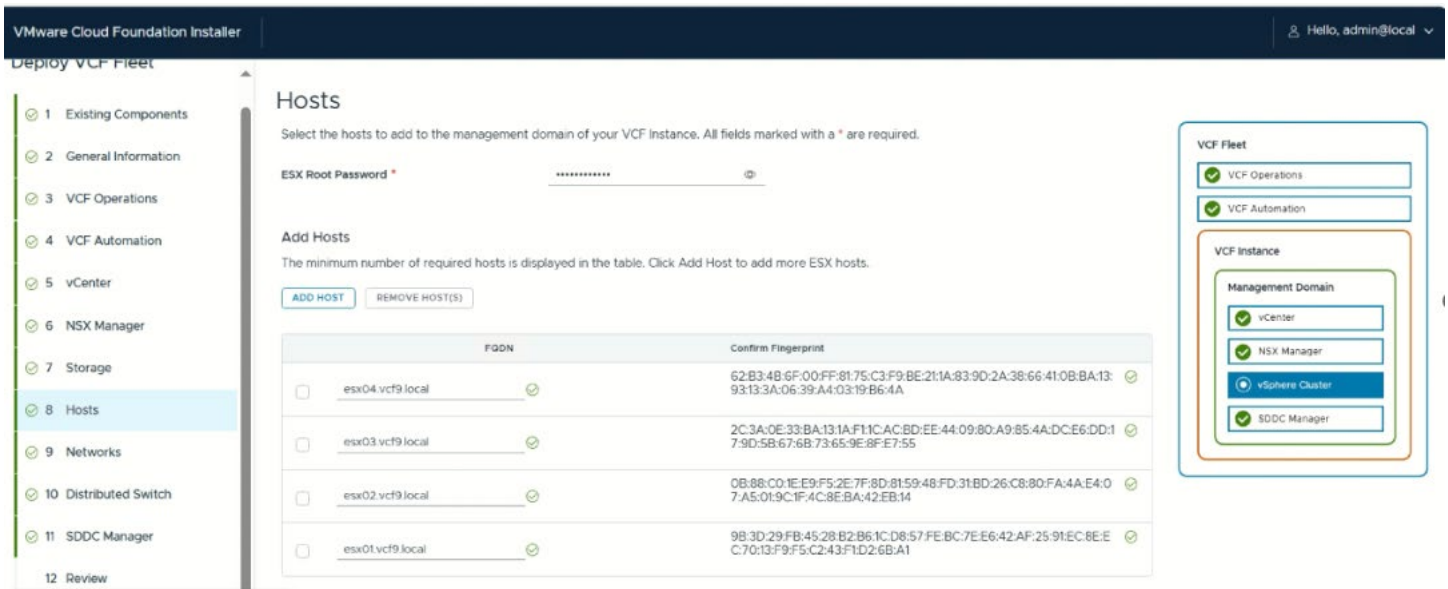 VMware Cloud Foundation Installer
Hello, admin@local
Deploy VCF Fleet
1 Existing Components
2 General Information
3 VCF Operations
4 VCF Automation
5 vCenter
6 NSX Manager
7 Storage
8 Hosts
9 Networks
10 Distributed Switch
11 SDDC Manager
12 Review
Hosts
Select the hosts to add to the management domain of your VCF Instance. All fields marked with a * are required.
ESX Root Password * ••••••••••••
Add Hosts
The minimum number of required hosts is displayed in the table. Click Add Host to add more ESX hosts.
ADD HOST REMOVE HOST(S)
FQDN Confirm Fingerprint
esx04.vcf9.local 62:B3:4B:6F:00:FF:81:75:C3:F9:BE:21:1A:83:9D:2A:38:66:41:0B:BA:13:
93:13:3A:06:39:A4:03:19:B6:4A
esx03.vcf9.local 2C:3A:0E:33:BA:13:1A:F1:1C:AC:BD:EE:44:09:80:A9:85:4A:DC:E6:DD:1
7:9D:5B:67:6B:73:65:9E:8F:E7:55
esx02.vcf9.local 0B:88:C0:1E:E9:F5:2E:7F:8D:81:59:48:FD:31:BD:26:C8:80:FA:4A:E4:0
7:A5:01:9C:1F:4C:8E:BA:42:EB:14
esx01.vcf9.local 9B:3D:29:FB:45:28:B2:B6:1C:D8:57:FE:BC:7E:E6:42:AF:25:91:EC:8E:E
C:70:13:F9:F5:C2:43:F1:D2:6B:A1
VCF Fleet
VCF Operations
VCF Automation
VCF Instance
Management Domain
vCenter
NSX Manager
vSphere Cluster
SDDC Manager